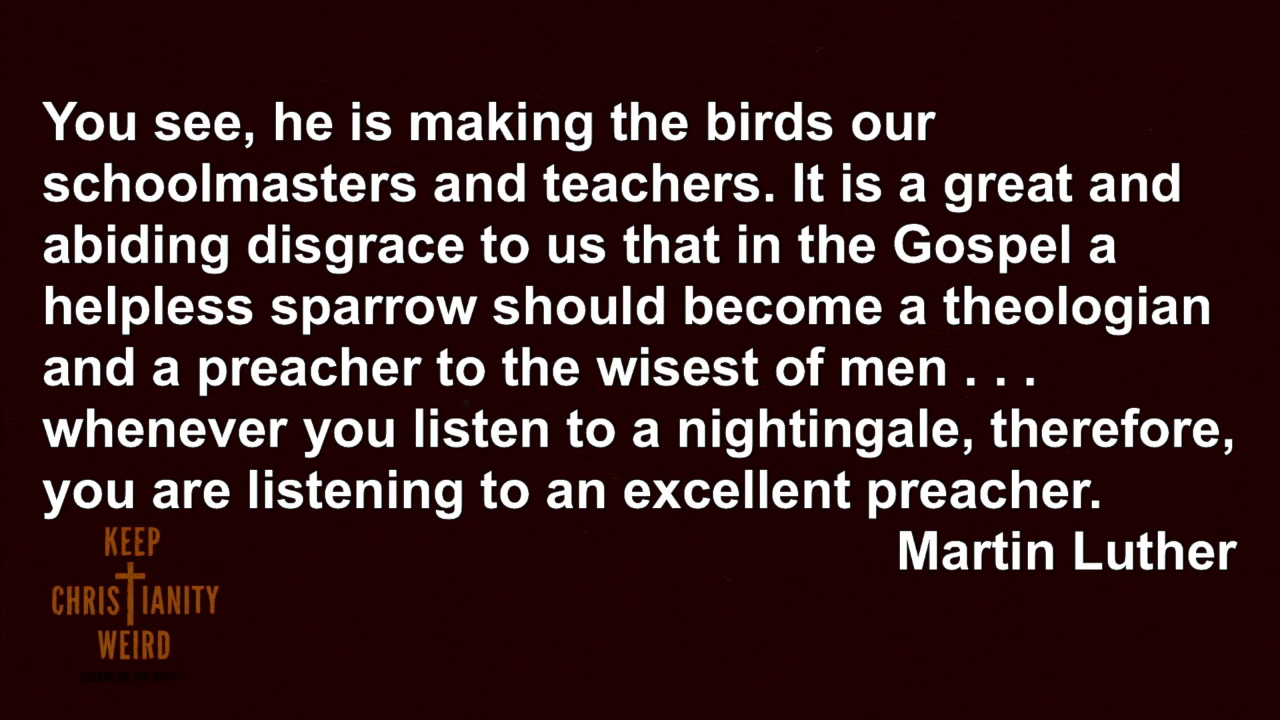 You see, he is making the birds our
schoolmasters and teachers. It is a great and
abiding disgrace to us that in the Gospel a
helpless sparrow should become a theologian
and a preacher to the wisest of men . . .
whenever you listen to a nightingale, therefore,
you are listening to an excellent preacher.
Martin Luther
KEEP
CHRISTIANITY
WEIRD